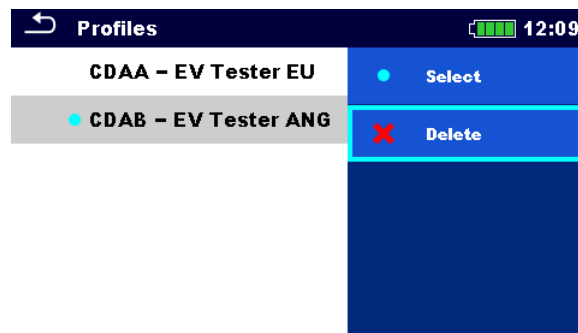 Profiles
12:09
CDAA – EV Tester EU
CDAB – EV Tester ANG
Select
Delete